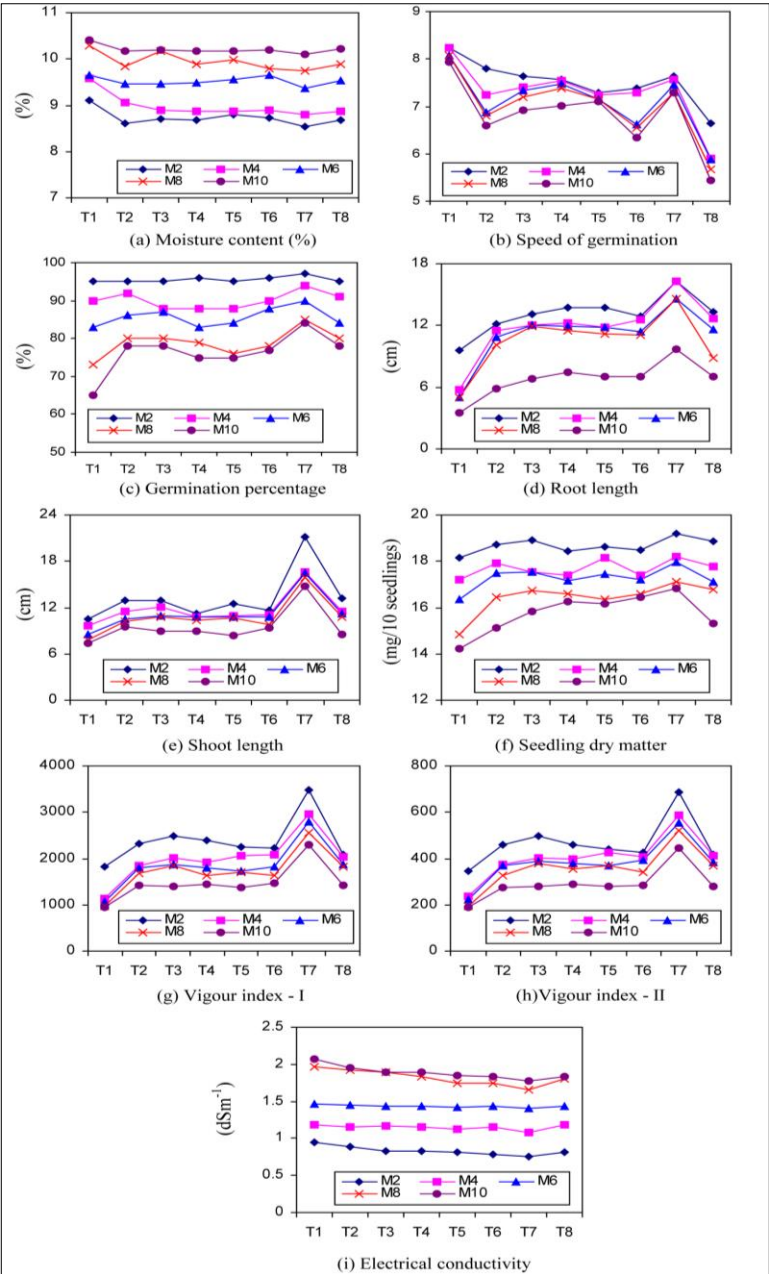 11
10
9
8
7
(%)
M2 M4 M6
M8 M10
T1 T2 T3 T4 T5 T6 T7 T8
(a) Moisture content (%)
9
8
7
6
5
M2 M4 M6
M8 M10
T1 T2 T3 T4 T5 T6 T7 T8
(b) Speed of germination
100
90
80
70
60
50
(%)
M2 M4 M6
M8 M10
T1 T2 T3 T4 T5 T6 T7 T8
(c) Germination percentage
18
12
6
0
(cm)
M2 M4 M6
M8 M10
T1 T2 T3 T4 T5 T6 T7 T8
(d) Root length
24
18
12
6
0
(cm)
M2 M4 M6
M8 M10
T1 T2 T3 T4 T5 T6 T7 T8
(e) Shoot length
20
18
16
14
12
(mg/10 seedlings)
M2 M4 M6
M8 M10
T1 T2 T3 T4 T5 T6 T7 T8
(f) Seedling dry matter
4000
3000
2000
1000
0
M2 M4 M6
M8 M10
T1 T2 T3 T4 T5 T6 T7 T8
(g) Vigour index - I
800
600
400
200
0
M2 M4 M6
M8 M10
T1 T2 T3 T4 T5 T6 T7 T8
(h)Vigour index - II
2.5
2
1.5
1
0.5
0
(dSm⁻¹)
M2 M4 M6
M8 M10
T1 T2 T3 T4 T5 T6 T7 T8
(i) Electrical conductivity